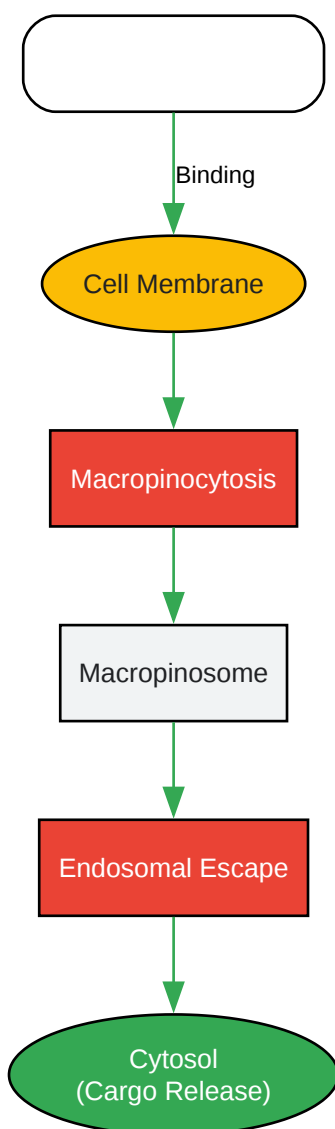 Binding
Cell Membrane
Macropinocytosis
Macropinosome
Endosomal Escape
Cytosol
(Cargo Release)